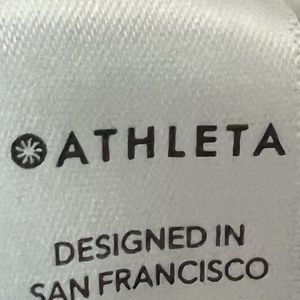 ATHLETA
DESIGNED IN
SAN FRANCISCO